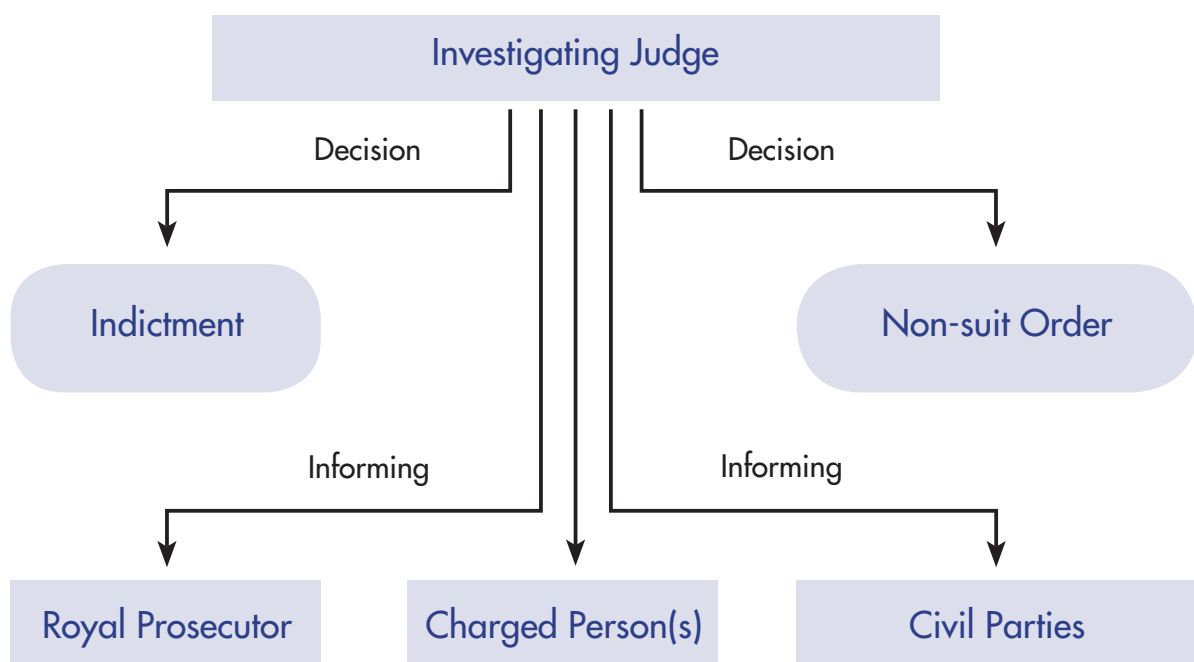 Investigating Judge
Decision
Decision
Indictment
Non-suit Order
Informing
Informing
Royal Prosecutor
Charged Person(s)
Civil Parties